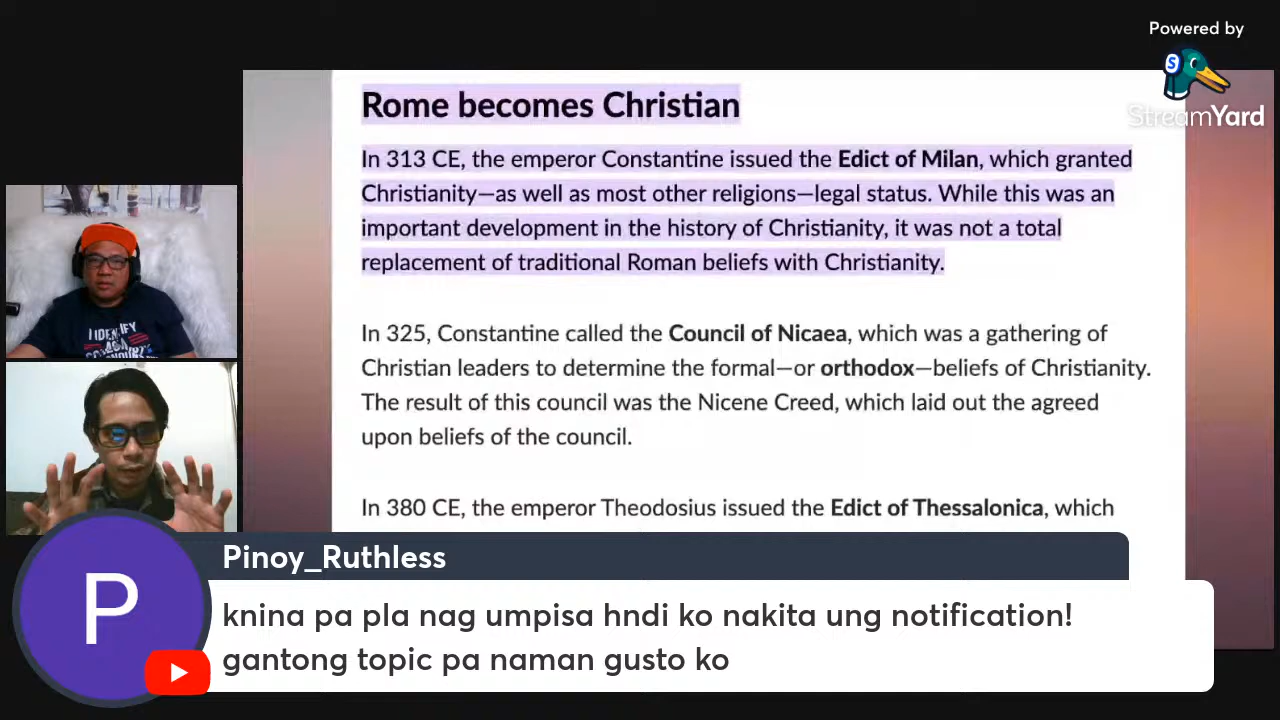 Powered by
S
StreamYard
Rome becomes Christian
In 313 CE, the emperor Constantine issued the Edict of Milan, which granted
Christianity—as well as most other religions—legal status. While this was an
important development in the history of Christianity, it was not a total
replacement of traditional Roman beliefs with Christianity.
In 325, Constantine called the Council of Nicaea, which was a gathering of
Christian leaders to determine the formal—or orthodox—beliefs of Christianity.
The result of this council was the Nicene Creed, which laid out the agreed
upon beliefs of the council.
In 380 CE, the emperor Theodosius issued the Edict of Thessalonica, which
I IDENTIFY
AS A
P
Pinoy_Ruthless
knina pa pla nag umpisa hndi ko nakita ung notification!
gantong topic pa naman gusto ko